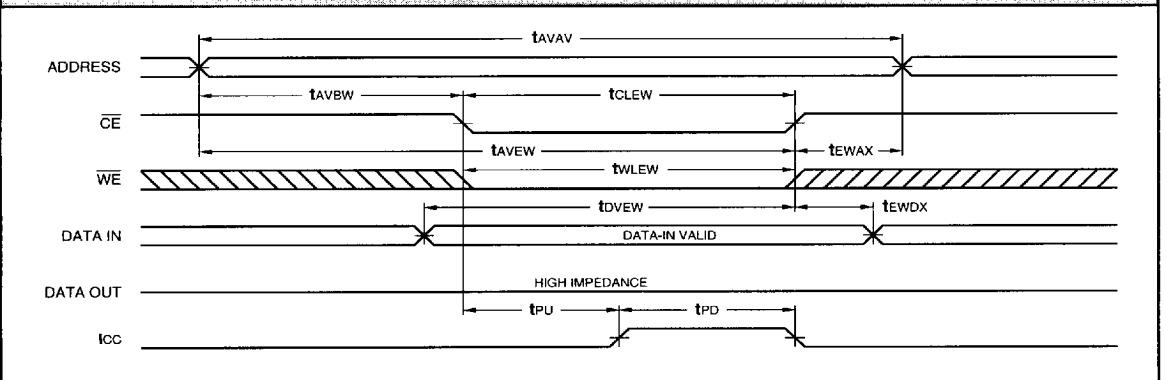 tAVAV
ADDRESS
tAVBW
tCLEW
CE
tAVEW
tEWAX
tWLEW
WE
tDVEW
tEWDX
DATA IN
DATA-IN VALID
HIGH IMPEDANCE
DATA OUT
tPU
tPD
ICC